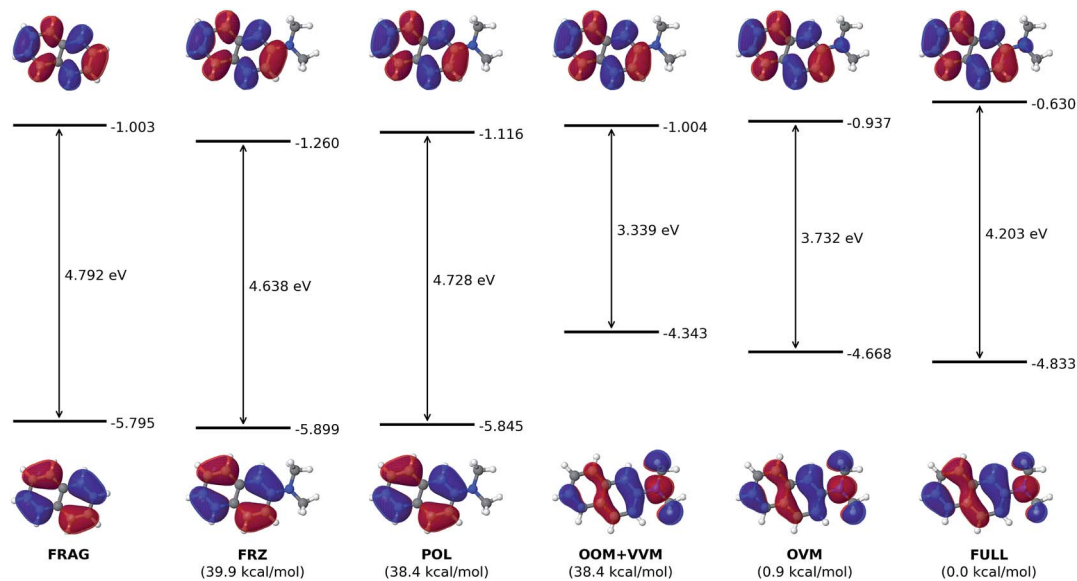 -1.003
-1.260
-1.116
-1.004
-0.937
-0.630
4.792 eV
4.638 eV
4.728 eV
3.339 eV
3.732 eV
4.203 eV
-5.795
-5.899
-5.845
-4.343
-4.668
-4.833
FRAG
FRZ
(39.9 kcal/mol)
POL
(38.4 kcal/mol)
OOM+VVM
(38.4 kcal/mol)
OVM
(0.9 kcal/mol)
FULL
(0.0 kcal/mol)